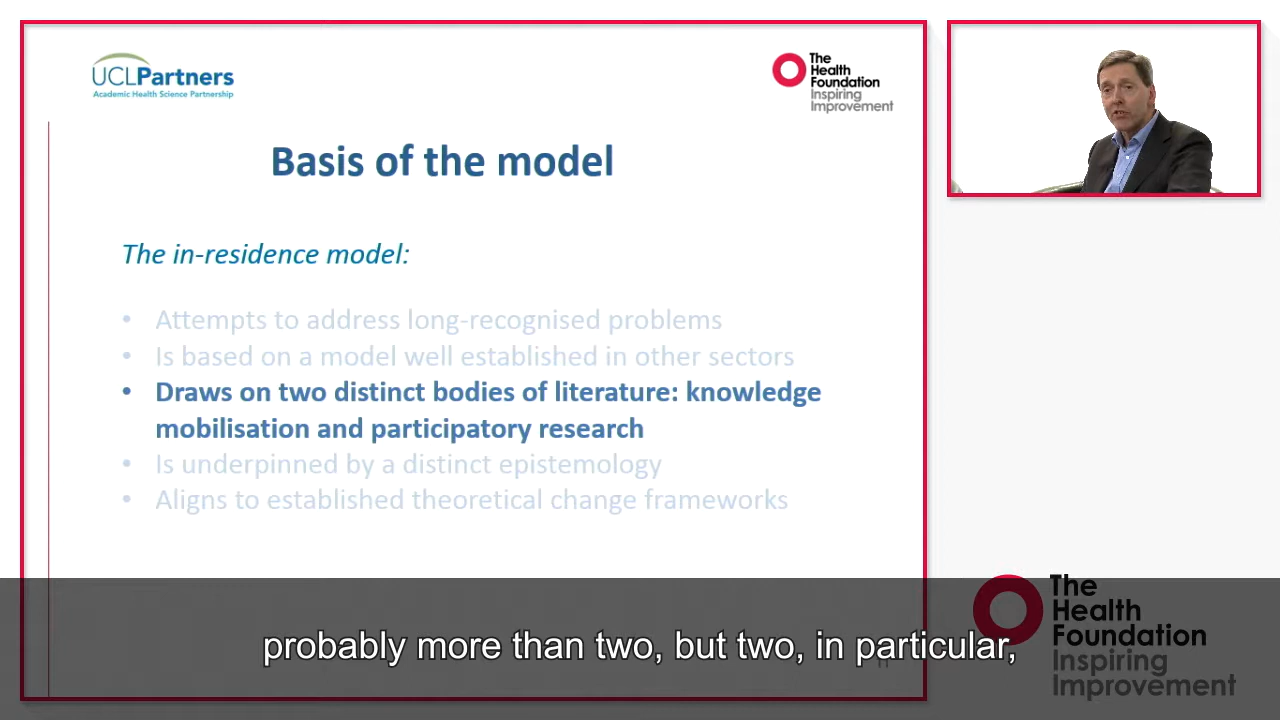 UCLPartners
Academic Health Science Partnership
The
Health
Foundation
Inspiring
Improvement
Basis of the model
The in-residence model:
• Attempts to address long-recognised problems
• Is based on a model well established in other sectors
• Draws on two distinct bodies of literature: knowledge
mobilisation and participatory research
• Is underpinned by a distinct epistemology
• Aligns to established theoretical change frameworks
probably more than two, but two, in particular,
The
Health
Foundation
Inspiring
Improvement